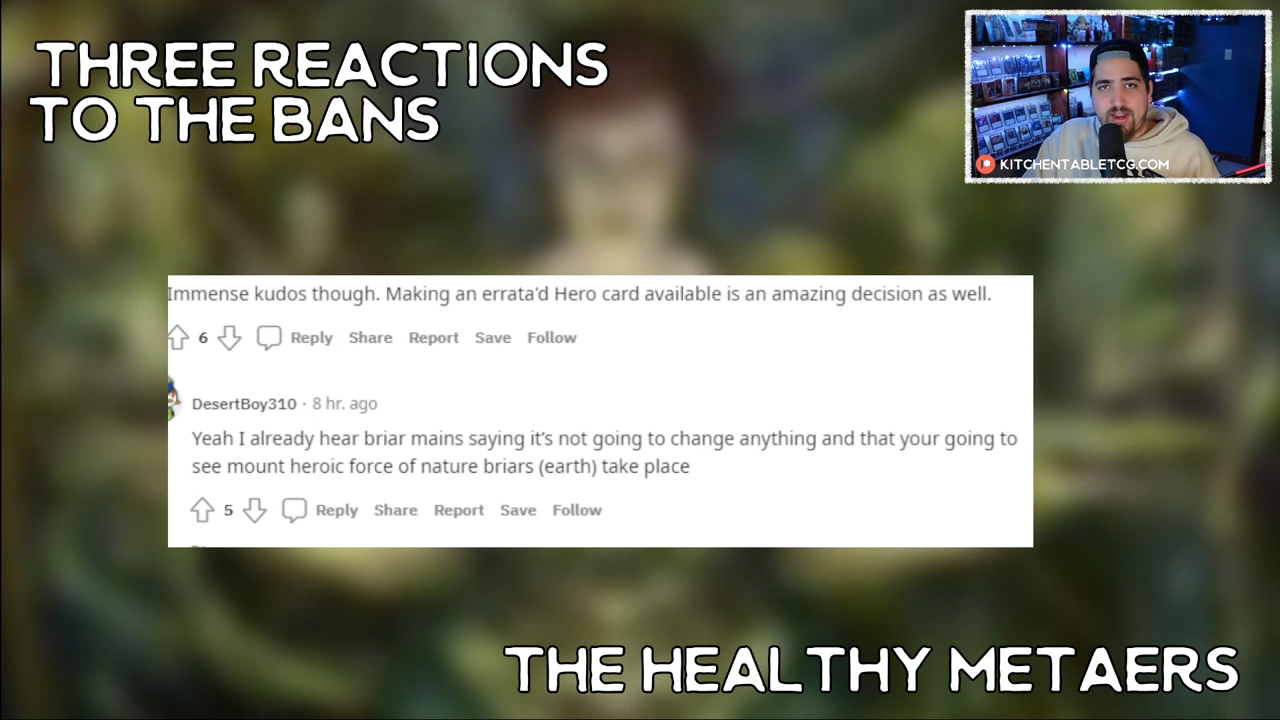 THREE REACTIONS
TO THE BANS
KITCHENTABLETCG.COM
Immense kudos though. Making an errata'd Hero card available is an amazing decision as well.
6 Reply Share Report Save Follow
DesertBoy310 · 8 hr. ago
Yeah I already hear briar mains saying it's not going to change anything and that your going to
see mount heroic force of nature briars (earth) take place
5 Reply Share Report Save Follow
THE HEALTHY METAERS